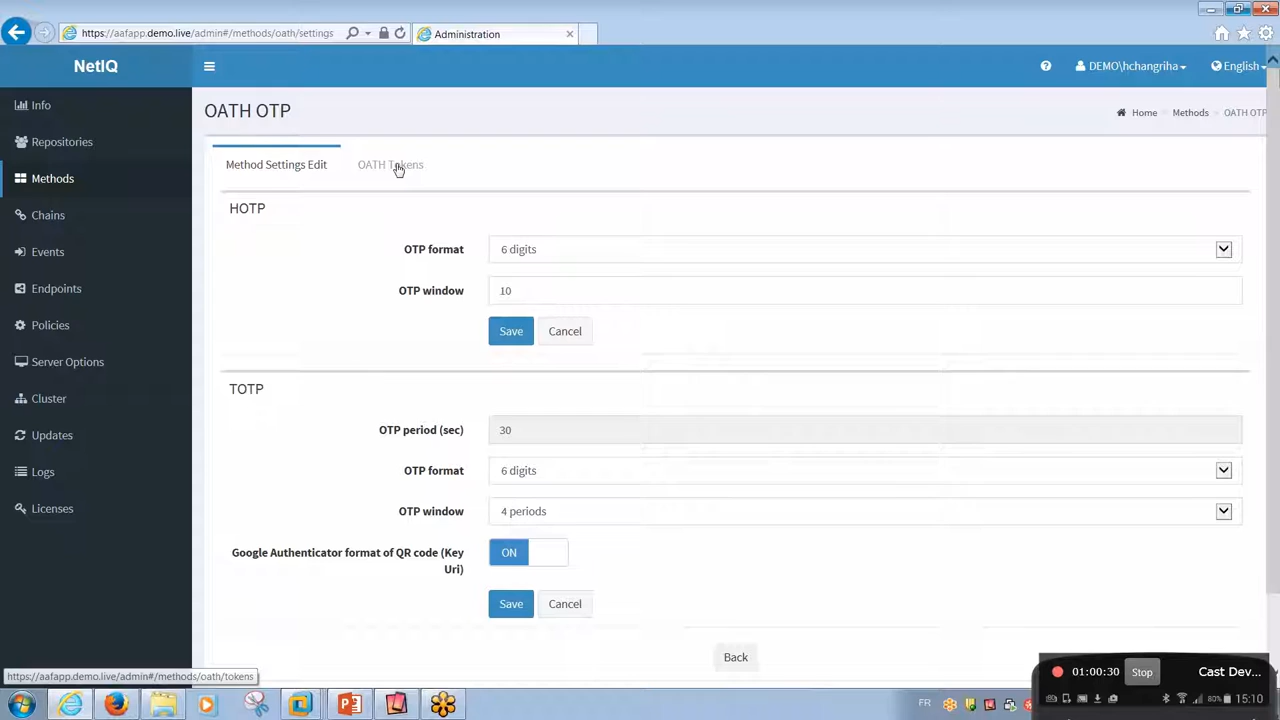 https://aafapp.demo.live/admin#/methods/oath/settings
Administration
NetIQ
DEMO\hchangriha
English
Info
Repositories
Methods
Chains
Events
Endpoints
Policies
Server Options
Cluster
Updates
Logs
Licenses
OATH OTP
Home
Methods
OATH OTP
Method Settings Edit
OATH Tokens
HOTP
OTP format
6 digits
OTP window
10
Save
Cancel
TOTP
OTP period (sec)
30
OTP format
6 digits
OTP window
4 periods
Google Authenticator format of QR code (Key
Uri)
ON
Save
Cancel
Back
https://aafapp.demo.live/admin#/methods/oath/tokens
01:00:30
Stop
Cast Dev...
FR
80%
15:10